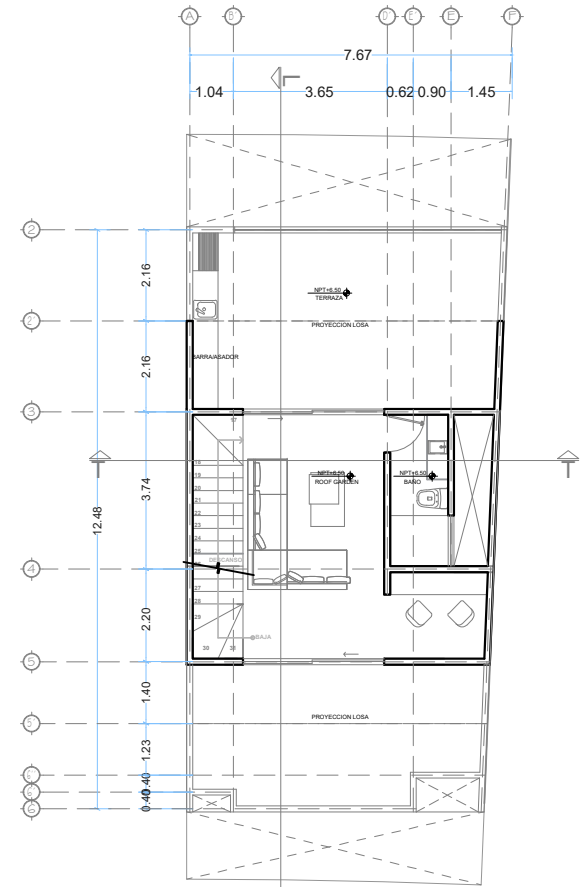 A B' D' E' E F
7.67
1.04 3.65 0.62 0.90 1.45
2
2.16
NPT+6.50
TERRAZA
2'
PROYECCION LOSA
2.16
BARRA/ASADOR
3
17
18
19
NPT+6.50
ROOF GARDEN
NPT+6.50
BAÑO
20
21
3.74
22
12.48
23
24
25
DESCANSO
4
27
28
2.20
29
BAJA
30 31
5
1.40
PROYECCION LOSA
5'
1.23
0.40
0.40
6